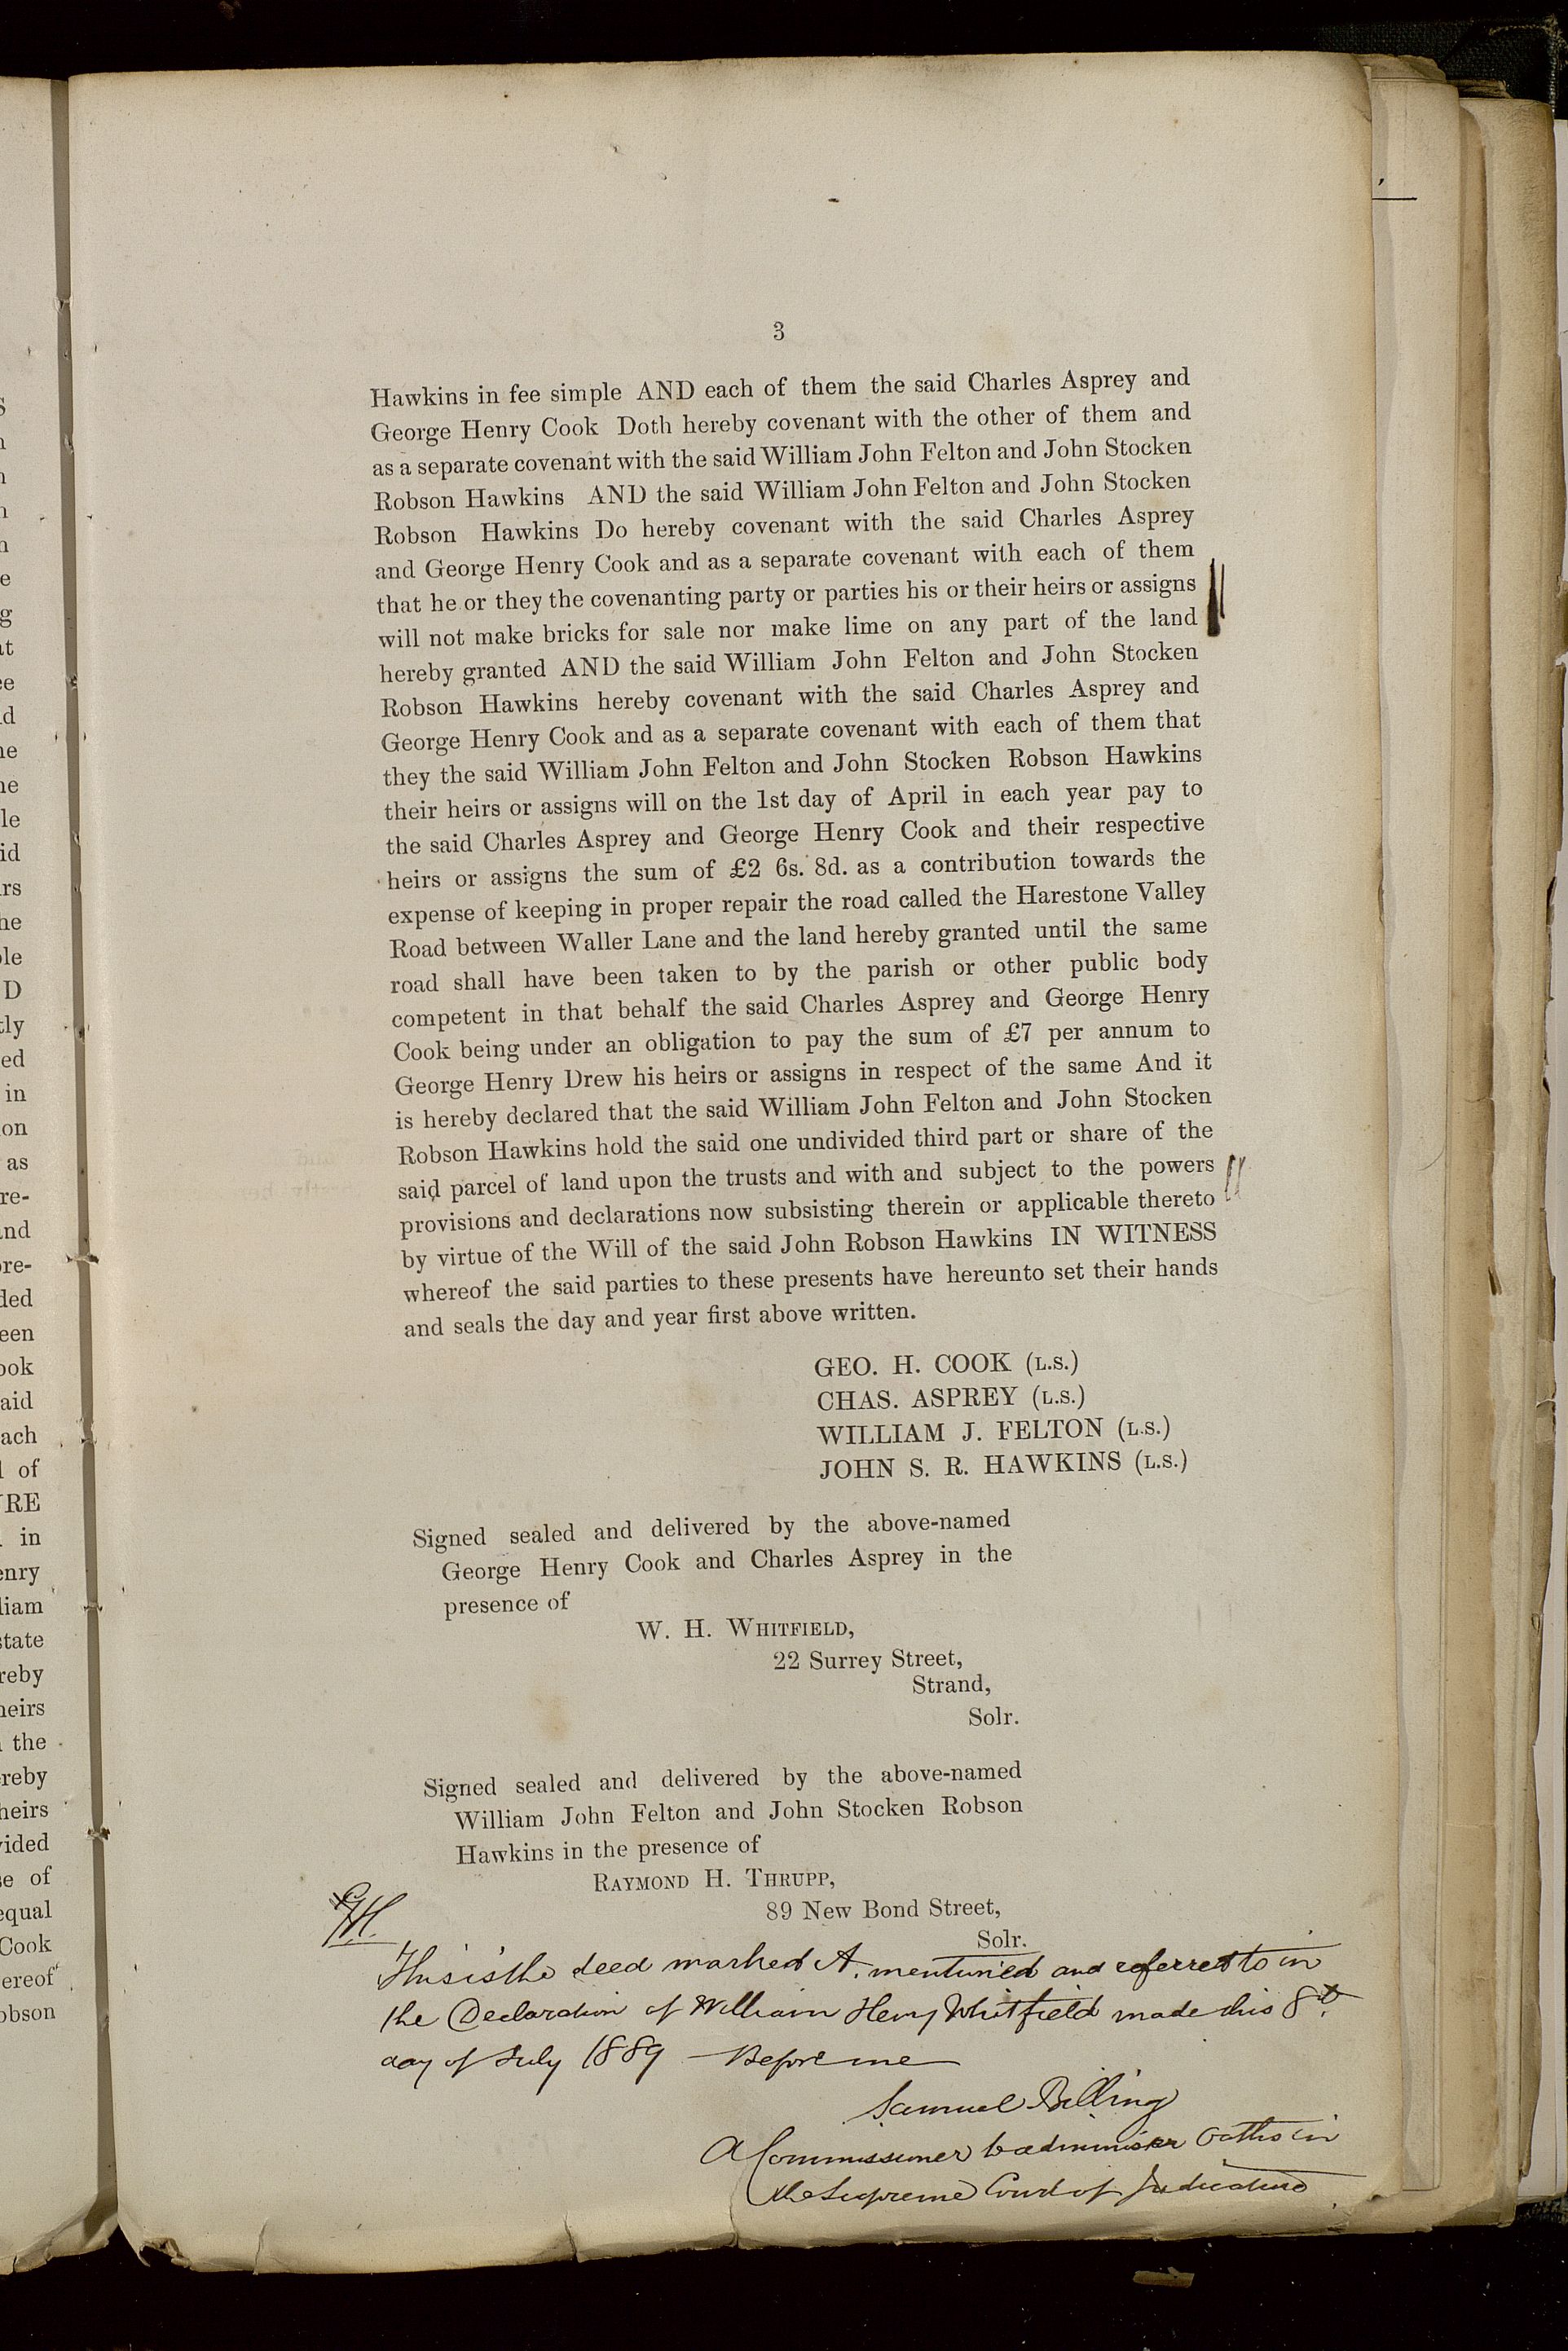 3
Hawkins in fee simple AND each of them the said Charles Asprey and
George Henry Cook Doth hereby covenant with the other of them and
as a separate covenant with the said William John Felton and John Stocken
Robson Hawkins AND the said William John Felton and John Stocken
Robson Hawkins Do hereby covenant with the said Charles Asprey
and George Henry Cook and as a separate covenant with each of them
that he or they the covenanting party or parties his or their heirs or assigns
will not make bricks for sale nor make lime on any part of the land
hereby granted AND the said William John Felton and John Stocken
Robson Hawkins hereby covenant with the said Charles Asprey and
George Henry Cook and as a separate covenant with each of them that
they the said William John Felton and John Stocken Robson Hawkins
their heirs or assigns will on the 1st day of April in each year pay to
the said Charles Asprey and George Henry Cook and their respective
heirs or assigns the sum of £2 6s. 8d. as a contribution towards the
expense of keeping in proper repair the road called the Harestone Valley
Road between Waller Lane and the land hereby granted until the same
road shall have been taken to by the parish or other public body
competent in that behalf the said Charles Asprey and George Henry
Cook being under an obligation to pay the sum of £7 per annum to
George Henry Drew his heirs or assigns in respect of the same And it
is hereby declared that the said William John Felton and John Stocken
Robson Hawkins hold the said one undivided third part or share of the
said parcel of land upon the trusts and with and subject to the powers
provisions and declarations now subsisting therein or applicable thereto
by virtue of the Will of the said John Robson Hawkins IN WITNESS
whereof the said parties to these presents have hereunto set their hands
and seals the day and year first above written.
GEO. H. COOK (L.S.)
CHAS. ASPREY (L.S.)
WILLIAM J. FELTON (L.S.)
JOHN S. R. HAWKINS (L.S.)
Signed sealed and delivered by the above-named
George Henry Cook and Charles Asprey in the
presence of
W. H. WHITFIELD,
22 Surrey Street,
Strand,
Solr.
Signed sealed and delivered by the above-named
William John Felton and John Stocken Robson
Hawkins in the presence of
RAYMOND H. THRUPP,
89 New Bond Street,
Solr.
This is the deed marked A. mentioned and referred to in
the Declaration of William Henry Whitfield made this 8th
day of July 1889 — Before me
Samuel Billing
A Commissioner to administer Oaths in
the Supreme Court of Judicature